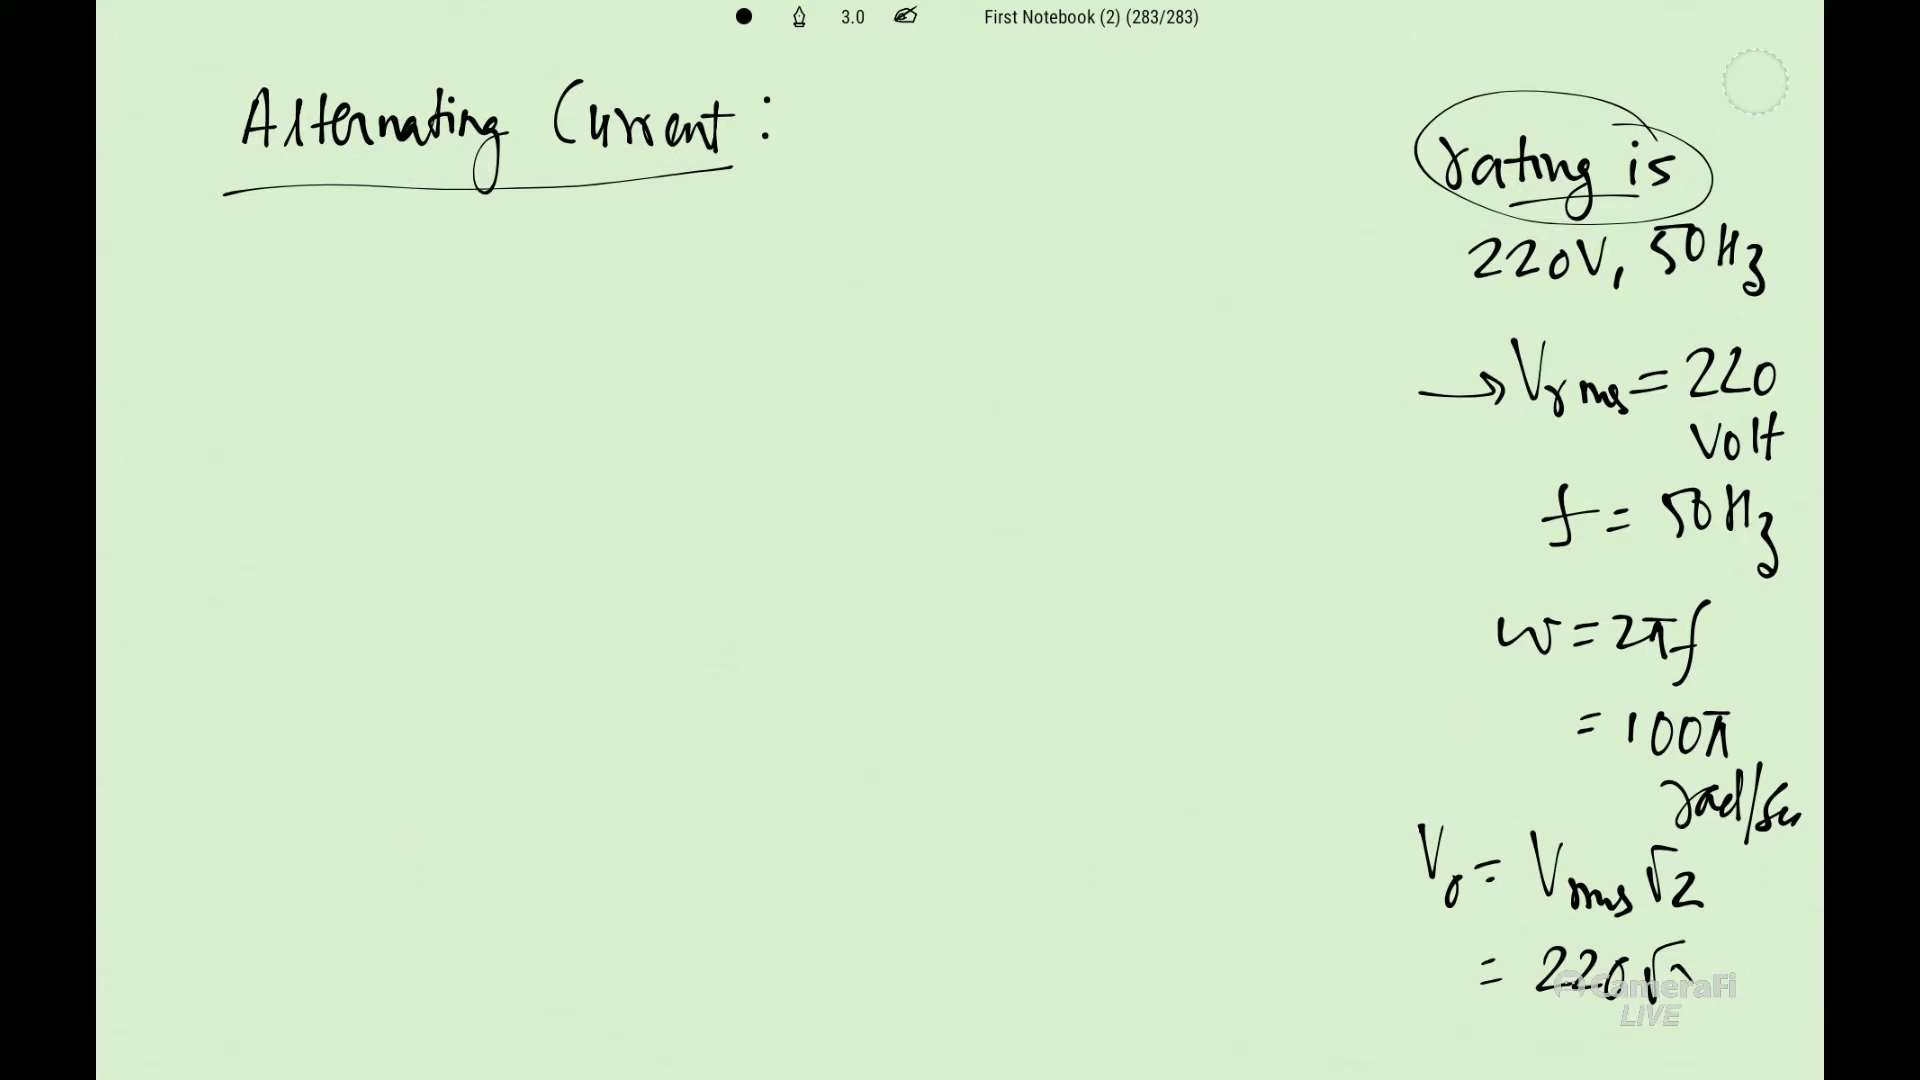 3.0 First Notebook (2) (283/283)
Alternating Current :
rating is
220V, 50Hz
→ Vrms = 220
volt
f = 50Hz
w = 2πf
= 100π
rad/sec
V₀ = Vrms √2
= 220√2
CameraFi
LIVE